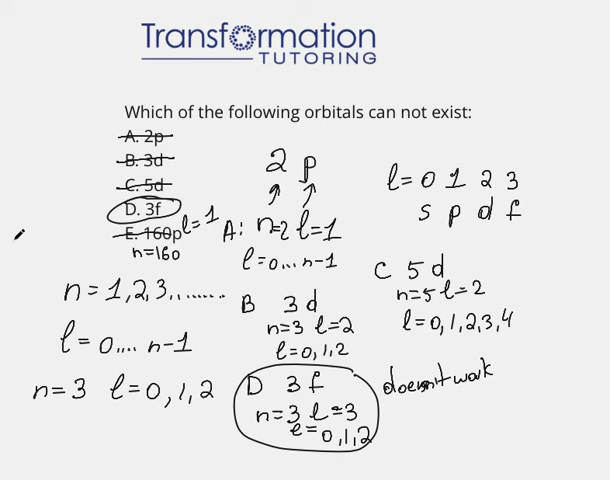 Transformation
TUTORING
Which of the following orbitals can not exist:
A. 2p
B. 3d
C. 5d
D. 3f
E. 160p l=1
n=160
2 p
A: n=2 l=1
l=0...n-1
l=0 1 2 3
s p d f
n=1,2,3,........
l=0.... n-1
n=3 l=0,1,2
B 3d
n=3 l=2
l=0,1,2
C 5d
n=5 l=2
l=0,1,2,3,4
D 3f
n=3 l=3
l=0,1,2
doesn't work